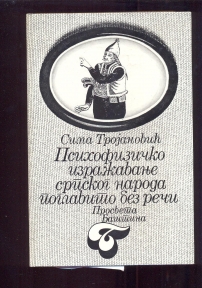 Сима Тројановић
Психофизичко
изражавање
српског народа
поглавито без речи
Просвета
Баштина